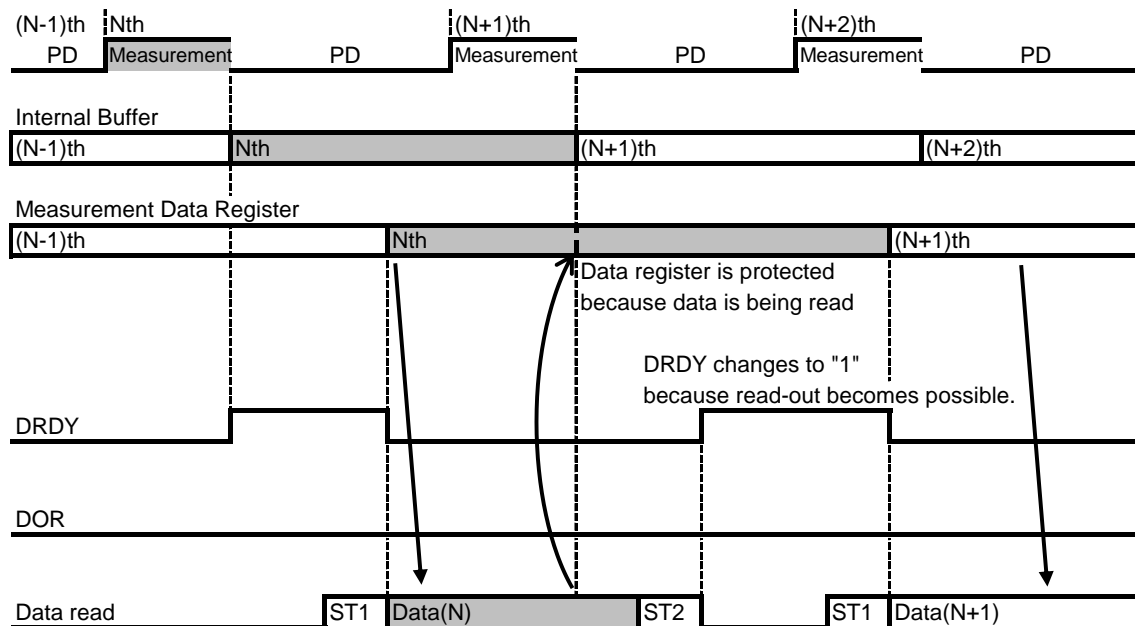 (N-1)th Nth (N+1)th (N+2)th
PD Measurement PD Measurement PD Measurement PD
Internal Buffer
(N-1)th Nth (N+1)th (N+2)th
Measurement Data Register
(N-1)th Nth (N+1)th
Data register is protected
because data is being read
DRDY changes to "1"
because read-out becomes possible.
DRDY
DOR
Data read ST1 Data(N) ST2 ST1 Data(N+1)